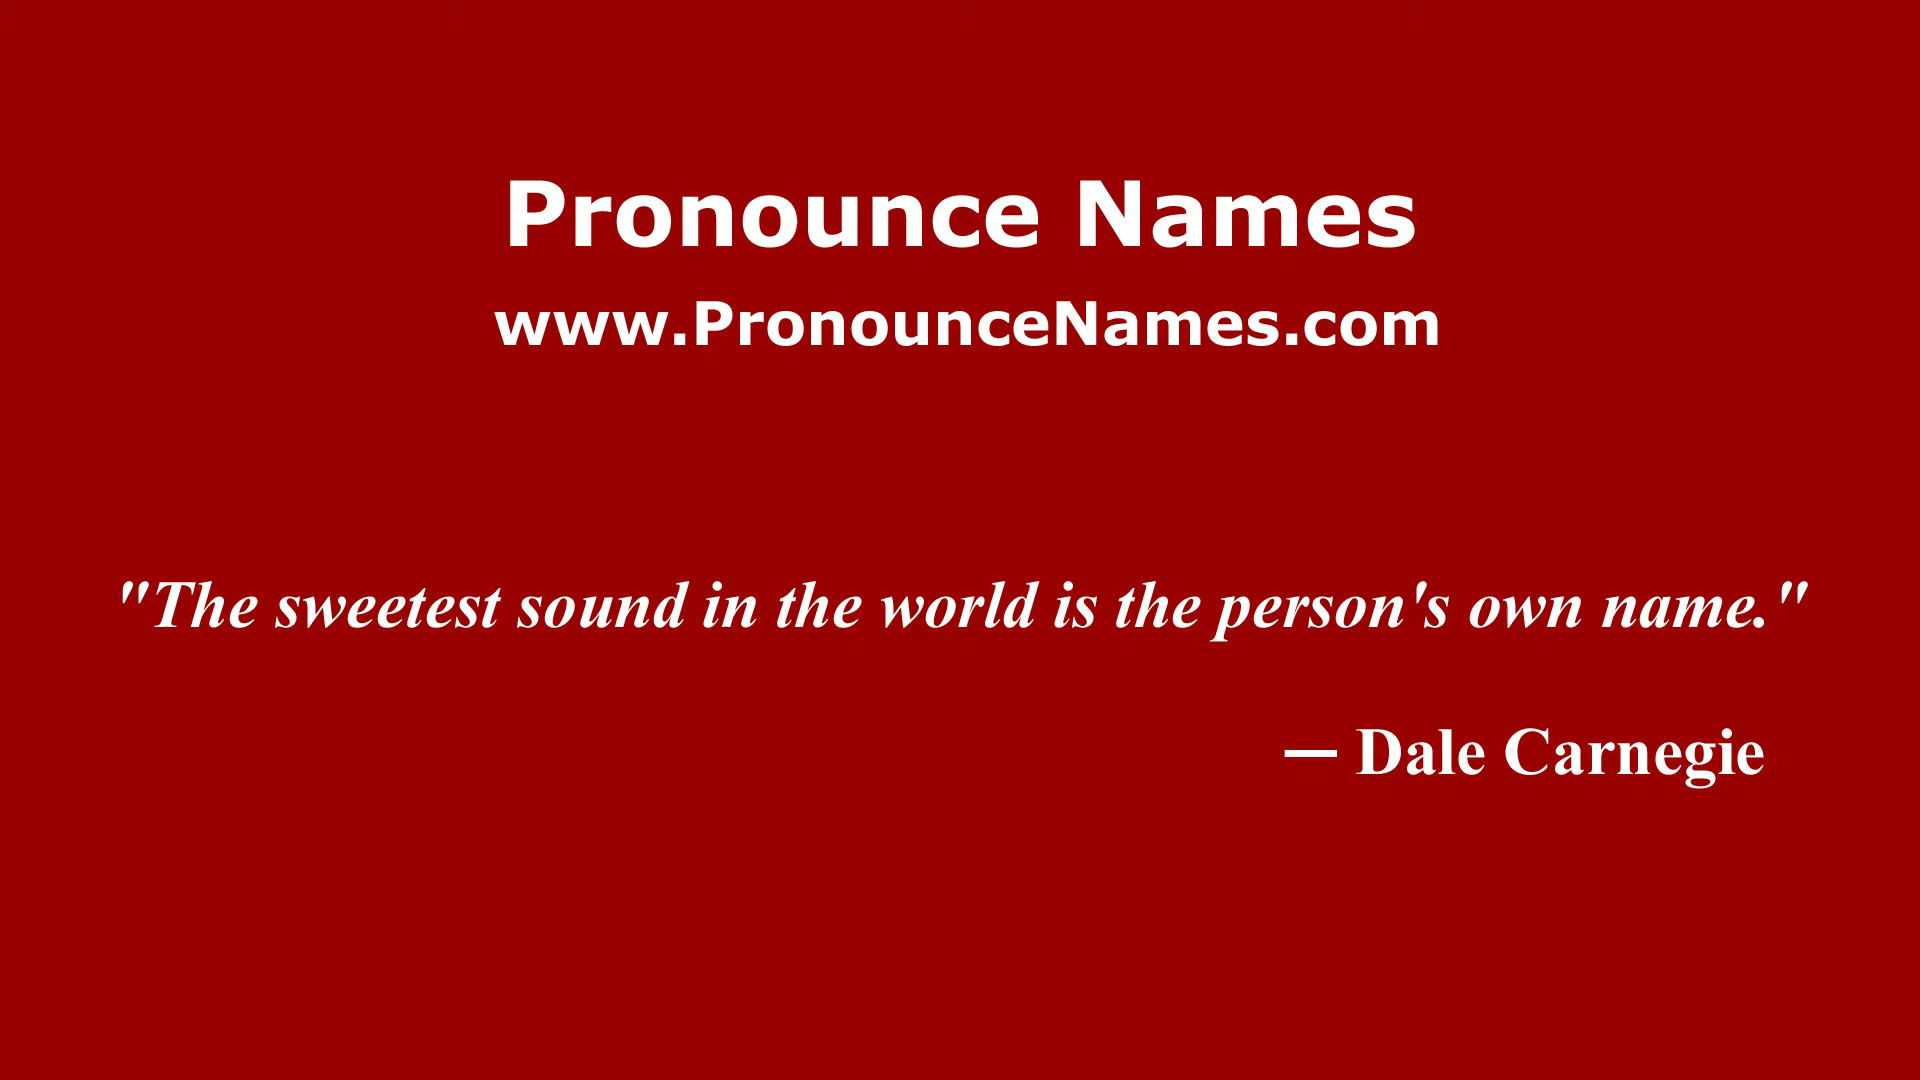 Pronounce Names
www.PronounceNames.com
"The sweetest sound in the world is the person's own name."
— Dale Carnegie